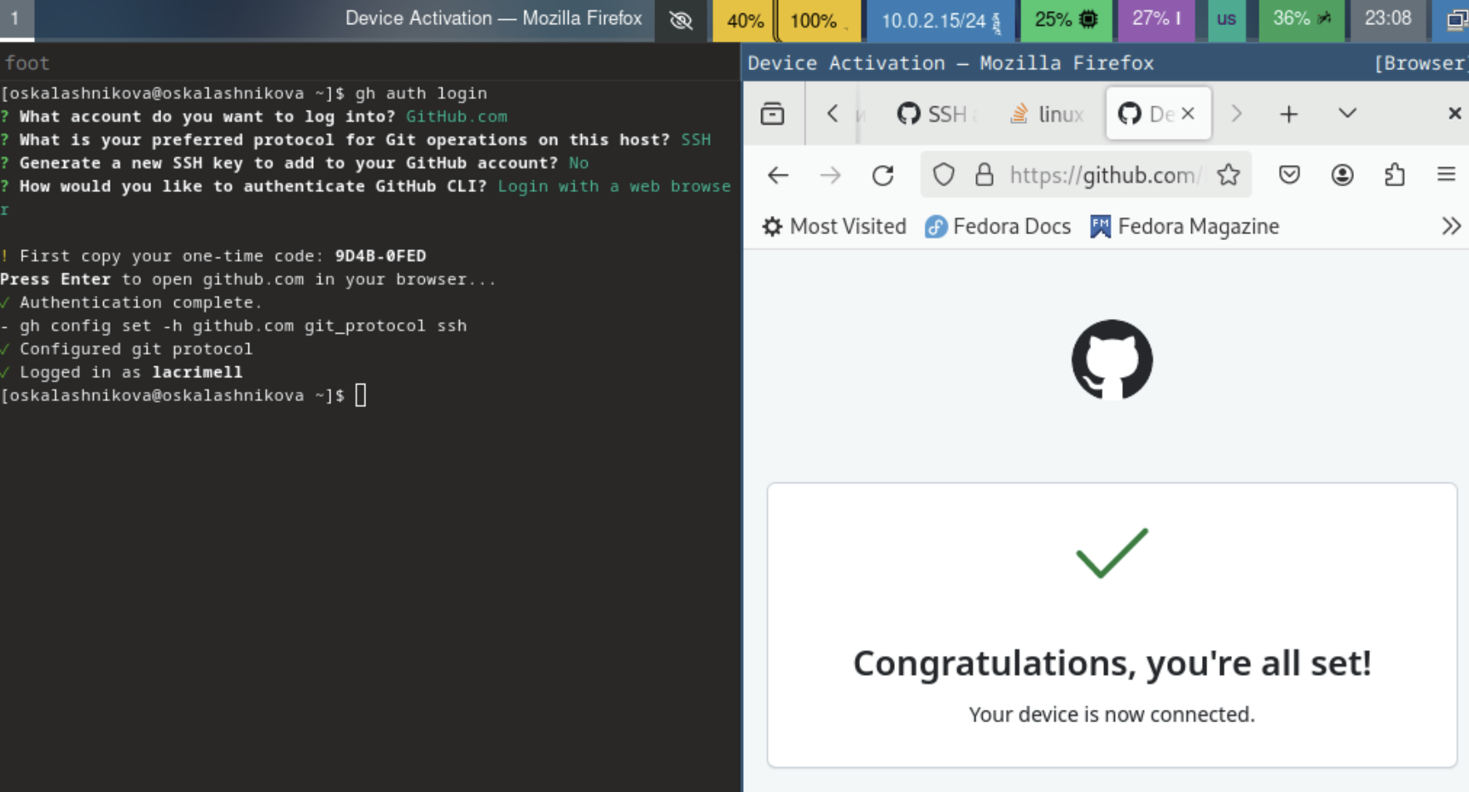 1 Device Activation — Mozilla Firefox 40% 100% 10.0.2.15/24 25% 27% us 36% 23:08
foot
[oskalashnikova@oskalashnikova ~]$ gh auth login
? What account do you want to log into? GitHub.com
? What is your preferred protocol for Git operations on this host? SSH
? Generate a new SSH key to add to your GitHub account? No
? How would you like to authenticate GitHub CLI? Login with a web browse
r
! First copy your one-time code: 9D4B-0FED
Press Enter to open github.com in your browser...
✓ Authentication complete.
- gh config set -h github.com git_protocol ssh
✓ Configured git protocol
✓ Logged in as lacrimell
[oskalashnikova@oskalashnikova ~]$
Device Activation — Mozilla Firefox [Browser]
SSH linux De
https://github.com/
Most Visited Fedora Docs FM Fedora Magazine
Congratulations, you're all set!
Your device is now connected.